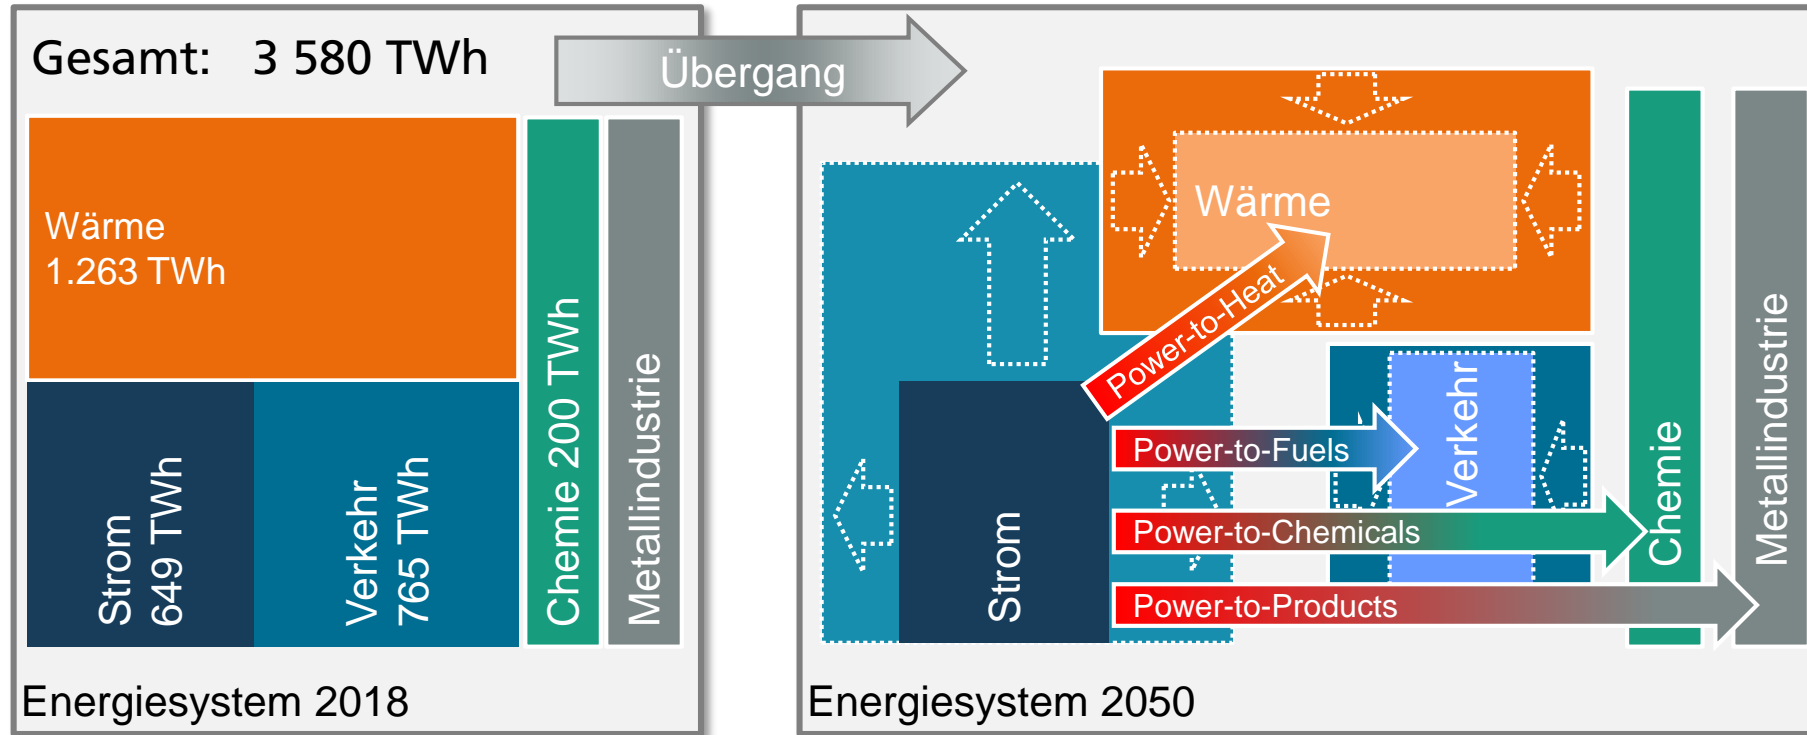 Gesamt: 3 580 TWh
Übergang
Wärme
1.263 TWh
Strom
649 TWh
Verkehr
765 TWh
Chemie 200 TWh
Metallindustrie
Energiesystem 2018
Wärme
Power-to-Heat
Verkehr
Power-to-Fuels
Power-to-Chemicals
Power-to-Products
Strom
Chemie
Metallindustrie
Energiesystem 2050